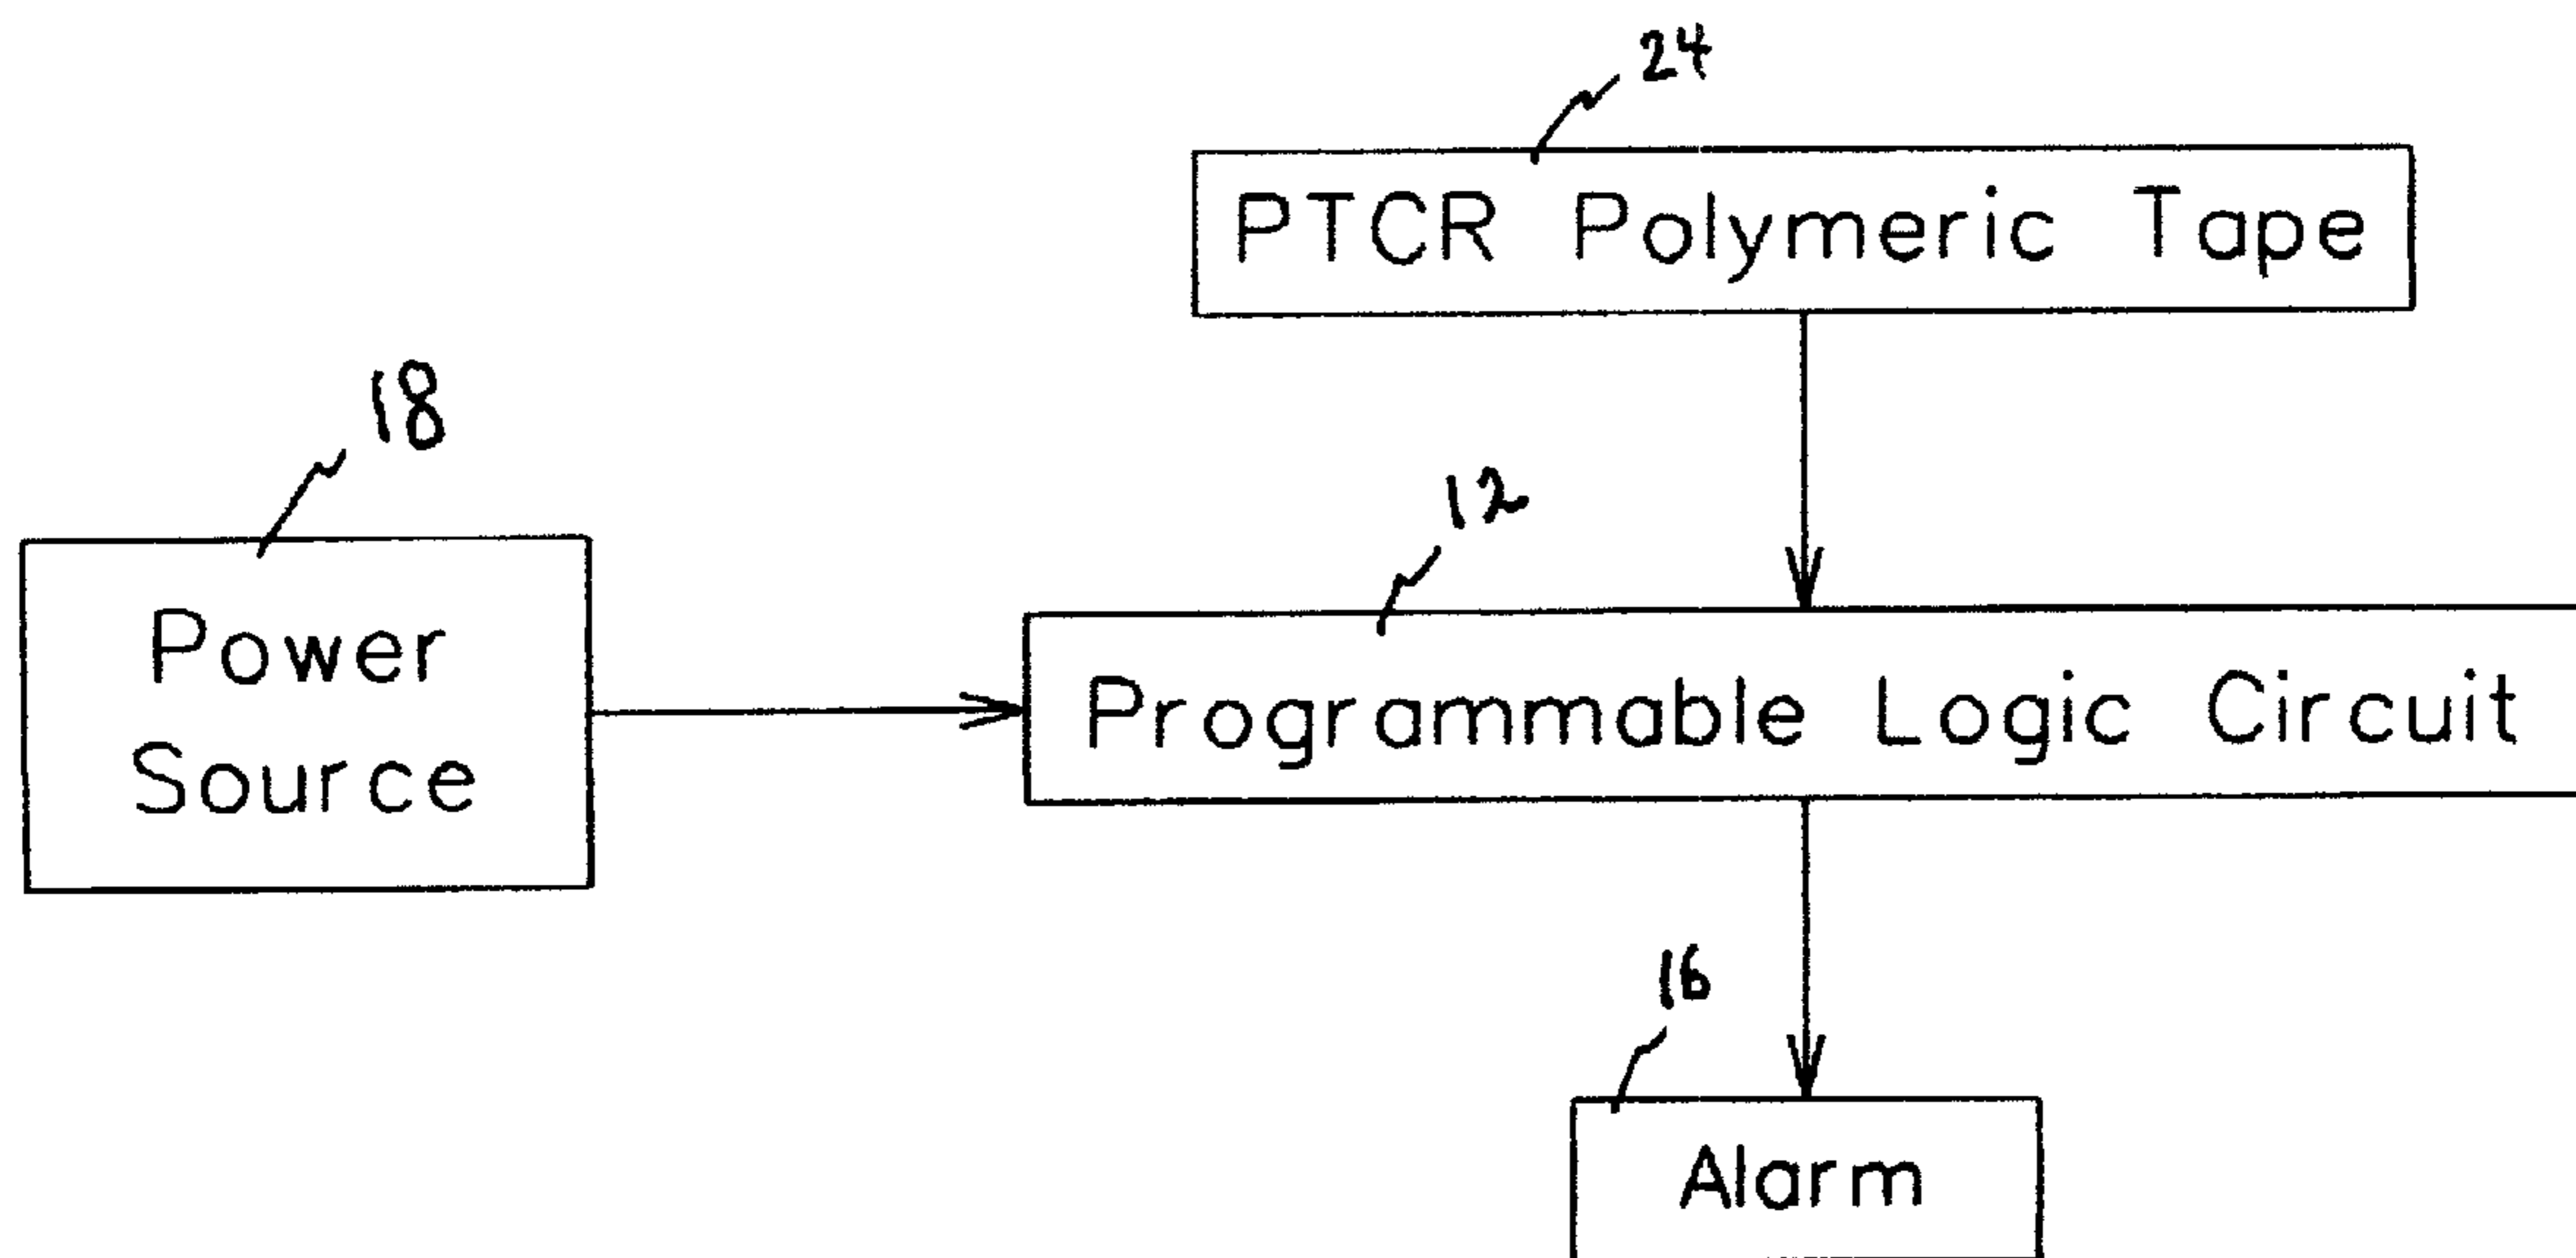 24
PTCR Polymeric Tape
18
12
Power
Source
Programmable Logic Circuit
16
Alarm